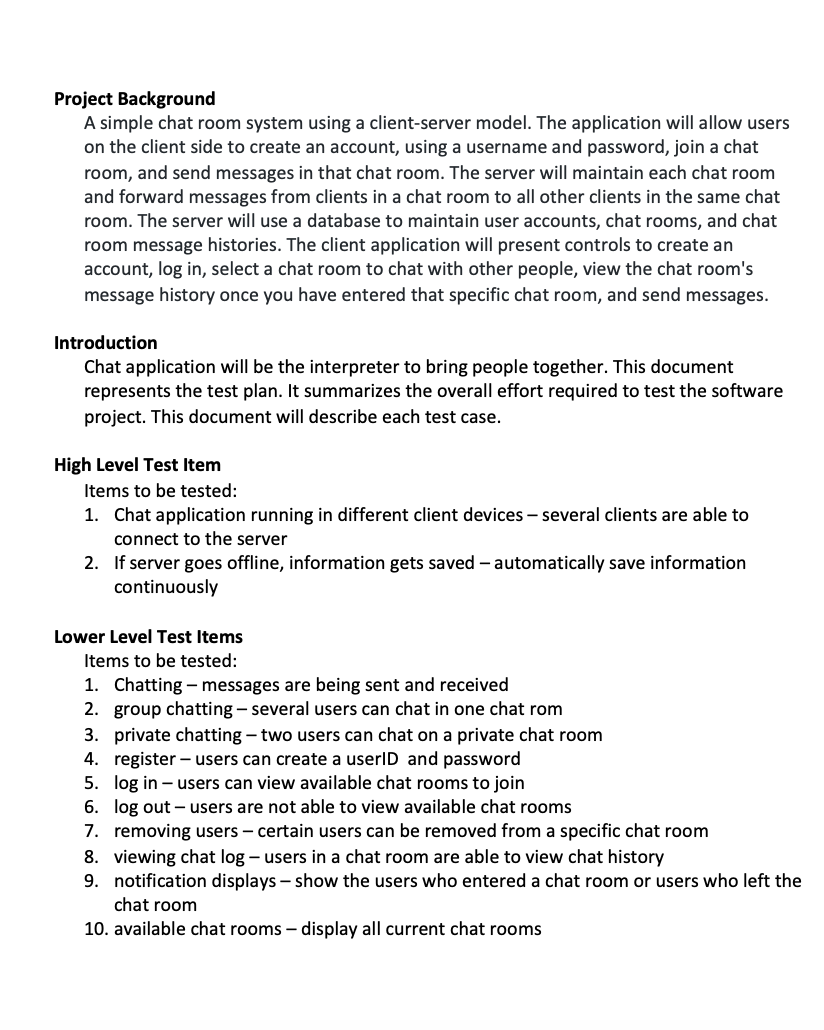 Project Background
A simple chat room system using a client-server model. The application will allow users
on the client side to create an account, using a username and password, join a chat
room, and send messages in that chat room. The server will maintain each chat room
and forward messages from clients in a chat room to all other clients in the same chat
room. The server will use a database to maintain user accounts, chat rooms, and chat
room message histories. The client application will present controls to create an
account, log in, select a chat room to chat with other people, view the chat room's
message history once you have entered that specific chat room, and send messages.
Introduction
Chat application will be the interpreter to bring people together. This document
represents the test plan. It summarizes the overall effort required to test the software
project. This document will describe each test case.
High Level Test Item
Items to be tested:
1. Chat application running in different client devices – several clients are able to
connect to the server
2. If server goes offline, information gets saved – automatically save information
continuously
Lower Level Test Items
Items to be tested:
1. Chatting – messages are being sent and received
2. group chatting – several users can chat in one chat rom
3. private chatting – two users can chat on a private chat room
4. register – users can create a userID  and password
5. log in – users can view available chat rooms to join
6. log out – users are not able to view available chat rooms
7. removing users – certain users can be removed from a specific chat room
8. viewing chat log – users in a chat room are able to view chat history
9. notification displays – show the users who entered a chat room or users who left the
chat room
10. available chat rooms – display all current chat rooms